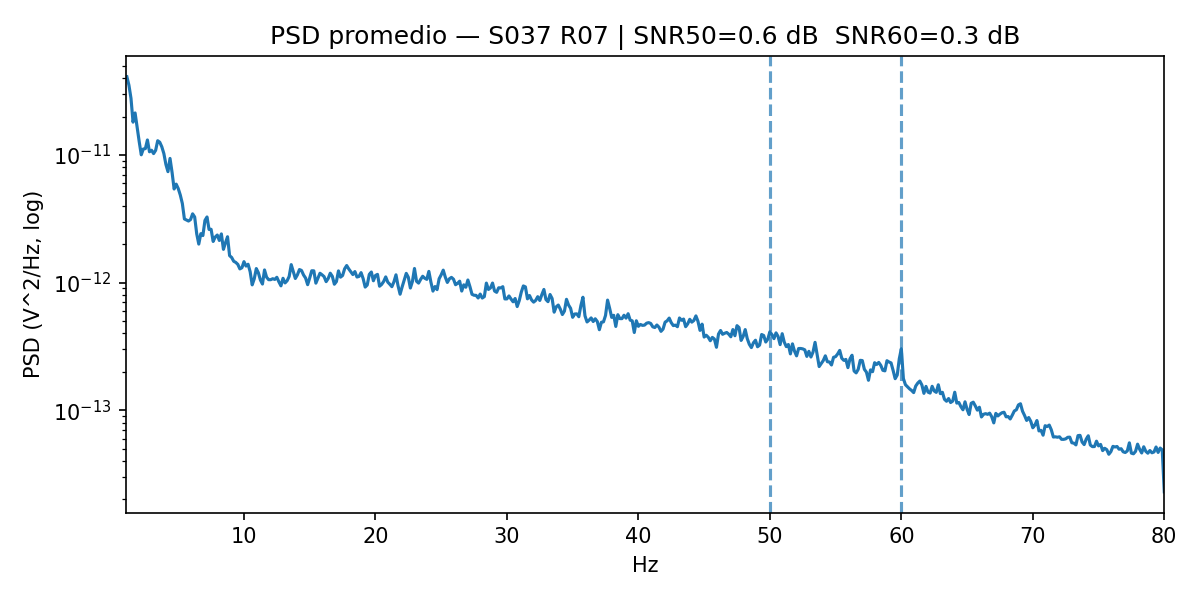 PSD promedio — S037 R07 | SNR50=0.6 dB  SNR60=0.3 dB
PSD (V^2/Hz, log)
10⁻¹¹
10⁻¹²
10⁻¹³
10 20 30 40 50 60 70 80
Hz